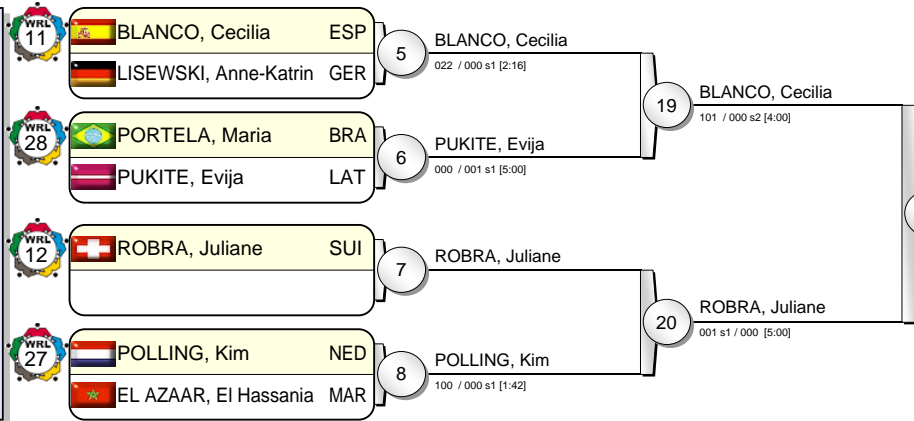 WRL
11
BLANCO, Cecilia ESP
LISEWSKI, Anne-Katrin GER
5
BLANCO, Cecilia
022 / 000 s1 [2:16]
WRL
28
PORTELA, Maria BRA
PUKITE, Evija LAT
6
PUKITE, Evija
000 / 001 s1 [5:00]
19
BLANCO, Cecilia
101 / 000 s2 [4:00]
WRL
12
ROBRA, Juliane SUI
7
ROBRA, Juliane
WRL
27
POLLING, Kim NED
EL AZAAR, El Hassania MAR
8
POLLING, Kim
100 / 000 s1 [1:42]
20
ROBRA, Juliane
001 s1 / 000 [5:00]